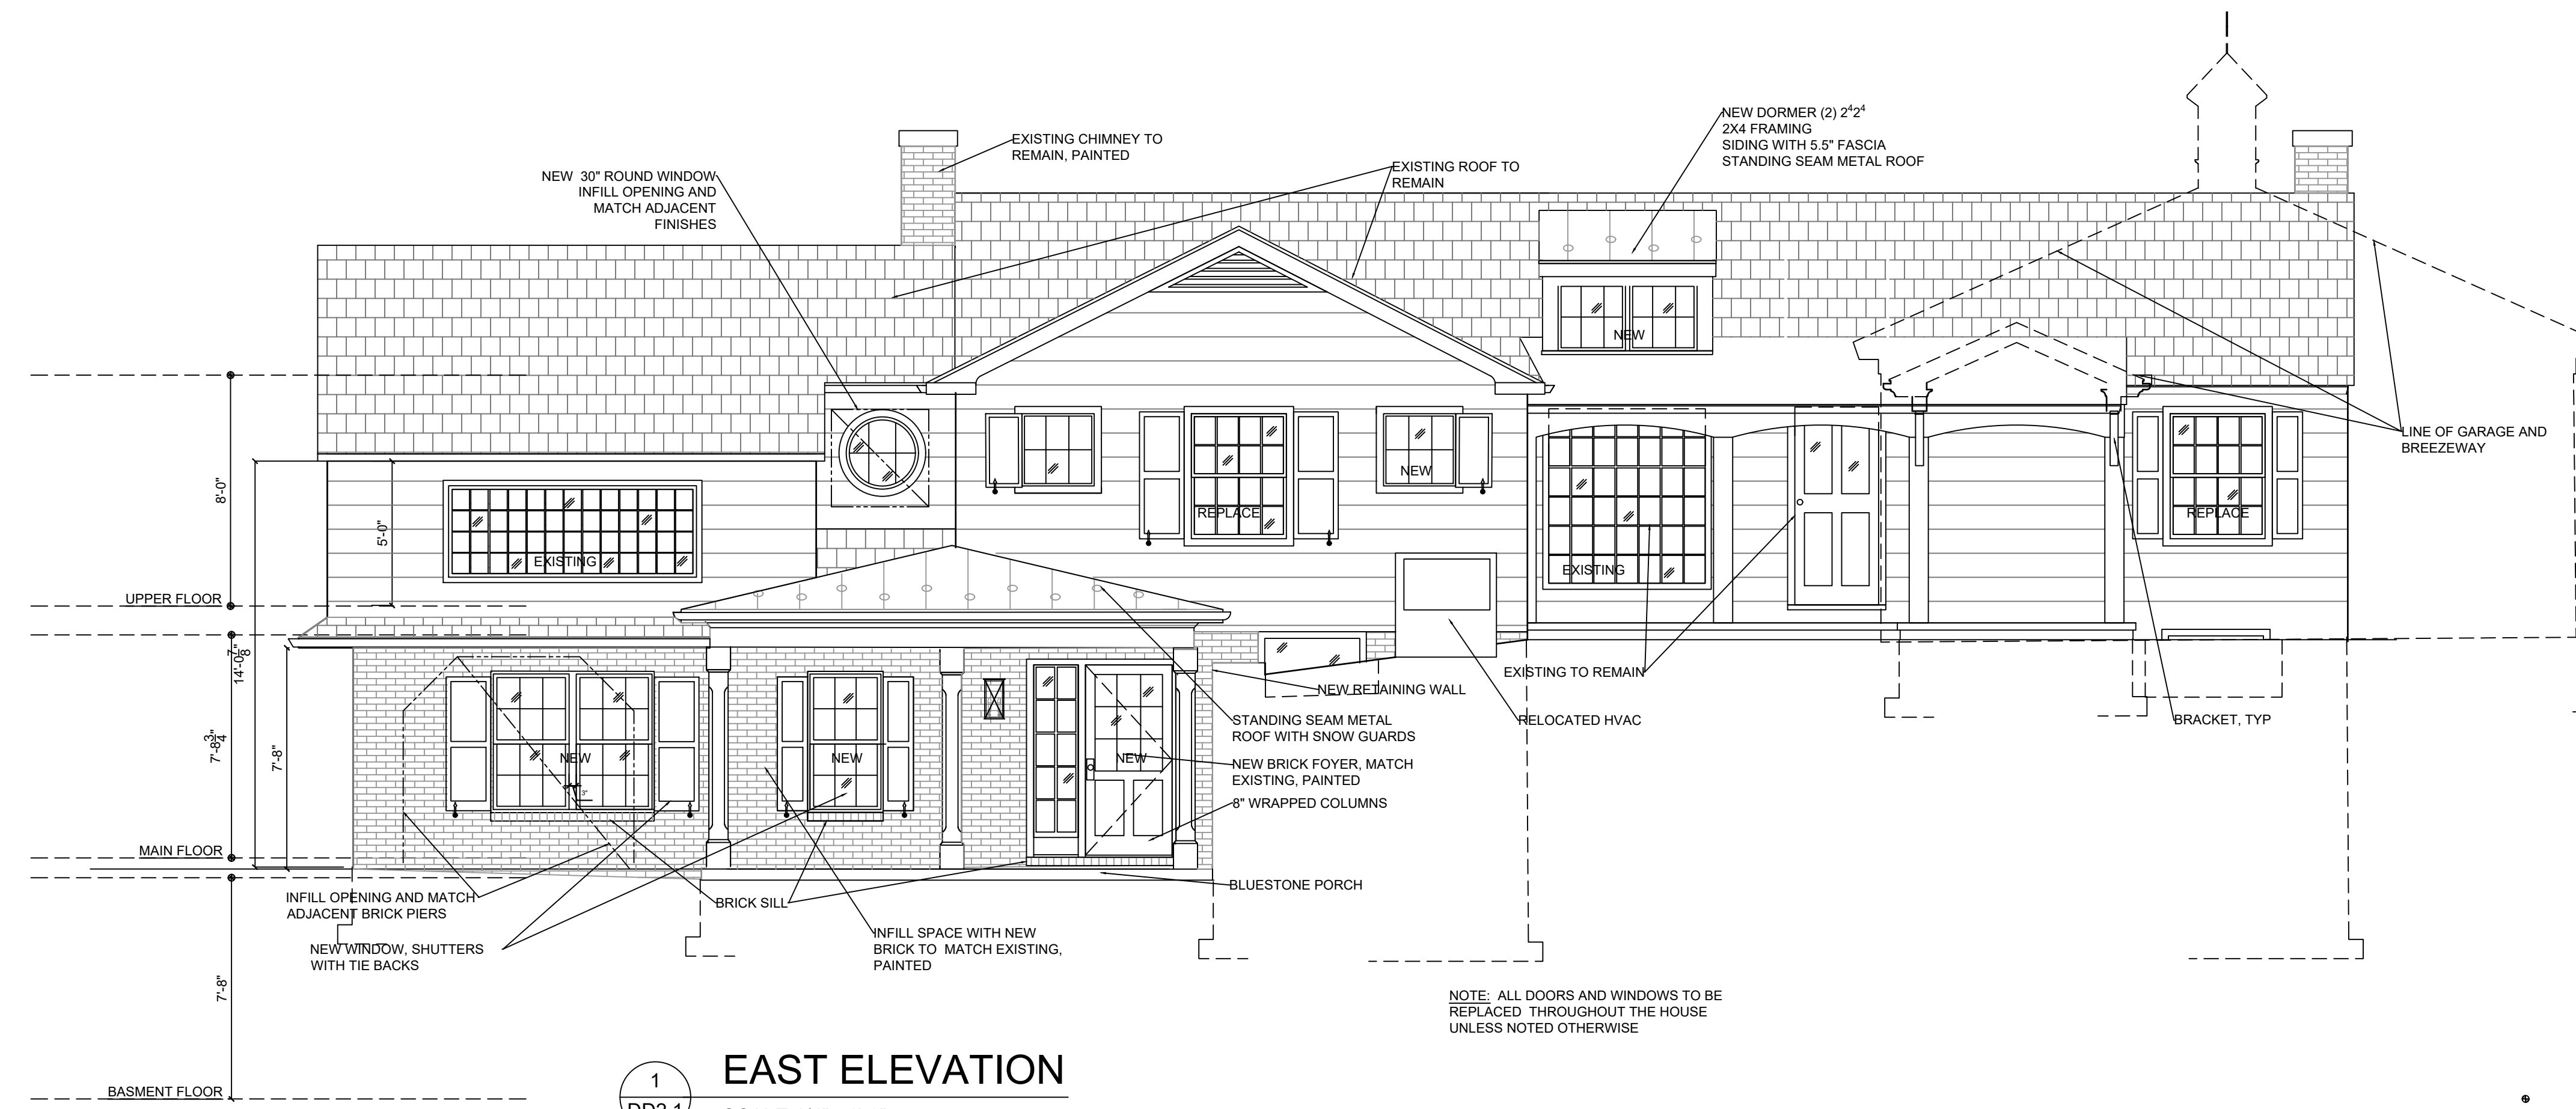 NEW DORMER (2) 2⁴2⁴
2X4 FRAMING
SIDING WITH 5.5" FASCIA
STANDING SEAM METAL ROOF
EXISTING CHIMNEY TO
REMAIN, PAINTED
EXISTING ROOF TO
REMAIN
NEW 30" ROUND WINDOW
INFILL OPENING AND
MATCH ADJACENT
FINISHES
NEW
LINE OF GARAGE AND
BREEZEWAY
NEW
REPLACE
REPLACE
EXISTING
EXISTING
8'-0"
5'-0"
UPPER FLOOR
14'-0 7/8"
7'-8 3/4"
7'-8"
EXISTING TO REMAIN
NEW RETAINING WALL
STANDING SEAM METAL
ROOF WITH SNOW GUARDS
RELOCATED HVAC
BRACKET, TYP
NEW
NEW
NEW
3"
NEW BRICK FOYER, MATCH
EXISTING, PAINTED
8" WRAPPED COLUMNS
MAIN FLOOR
BLUESTONE PORCH
INFILL OPENING AND MATCH
ADJACENT BRICK PIERS
BRICK SILL
NEW WINDOW, SHUTTERS
WITH TIE BACKS
INFILL SPACE WITH NEW
BRICK TO MATCH EXISTING,
PAINTED
7'-8"
NOTE: ALL DOORS AND WINDOWS TO BE
REPLACED THROUGHOUT THE HOUSE
UNLESS NOTED OTHERWISE
BASMENT FLOOR
1
EAST ELEVATION